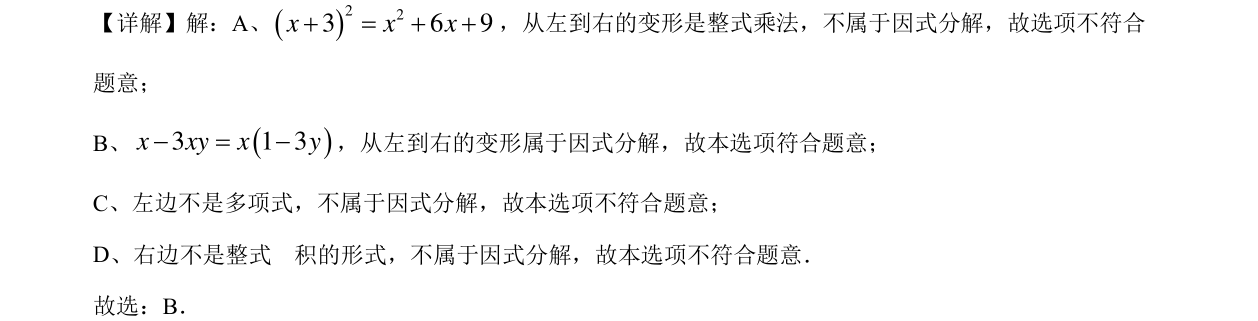 【详解】解：A、(x+3)²=x²+6x+9，从左到右的变形是整式乘法，不属于因式分解，故选项不符合
题意；
B、x−3xy=x(1−3y)，从左到右的变形属于因式分解，故本选项符合题意；
C、左边不是多项式，不属于因式分解，故本选项不符合题意；
D、右边不是整式 积的形式，不属于因式分解，故本选项不符合题意．
故选：B．